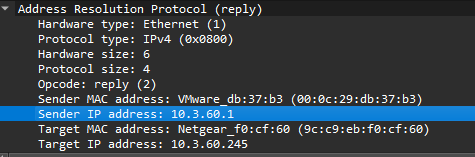 Address Resolution Protocol (reply)
Hardware type: Ethernet (1)
Protocol type: IPv4 (0x0800)
Hardware size: 6
Protocol size: 4
Opcode: reply (2)
Sender MAC address: VMware_db:37:b3 (00:0c:29:db:37:b3)
Sender IP address: 10.3.60.1
Target MAC address: Netgear_f0:cf:60 (9c:c9:eb:f0:cf:60)
Target IP address: 10.3.60.245